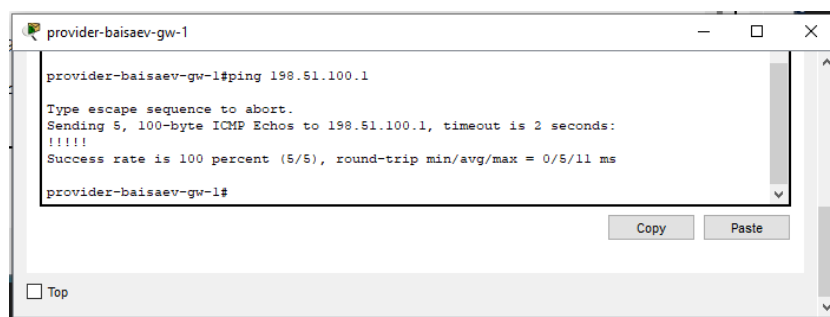 provider-baisaev-gw-1
provider-baisaev-gw-1#ping 198.51.100.1
Type escape sequence to abort.
Sending 5, 100-byte ICMP Echos to 198.51.100.1, timeout is 2 seconds:
!!!!!
Success rate is 100 percent (5/5), round-trip min/avg/max = 0/5/11 ms
provider-baisaev-gw-1#
Copy Paste
Top